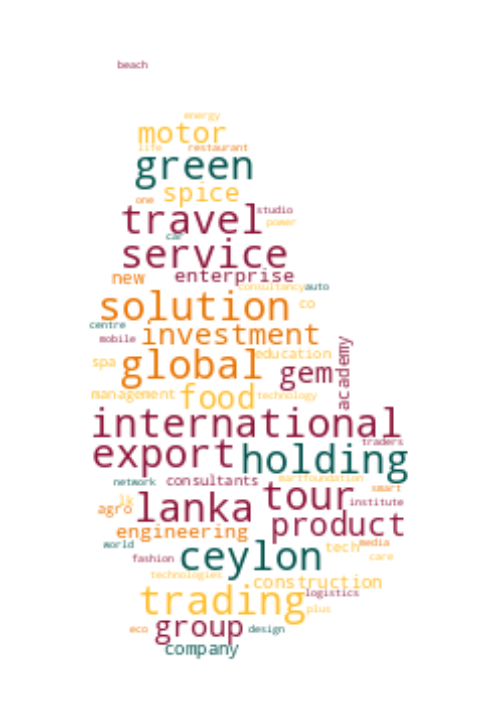 beach
energy
motor
life restaurant
green
spice
one
travel studio
power
car
service
new enterprise
consultancy auto
solution co
centre
mobile investment
academy
education
spa global
gem
management food technology
international
traders
export holding
network consultants martfoundation
smart
lk lanka tour institute
agro
product
engineering
world ceylon tech media
fashion care
technologies
construction
trading logistics
plus
eco group design
company